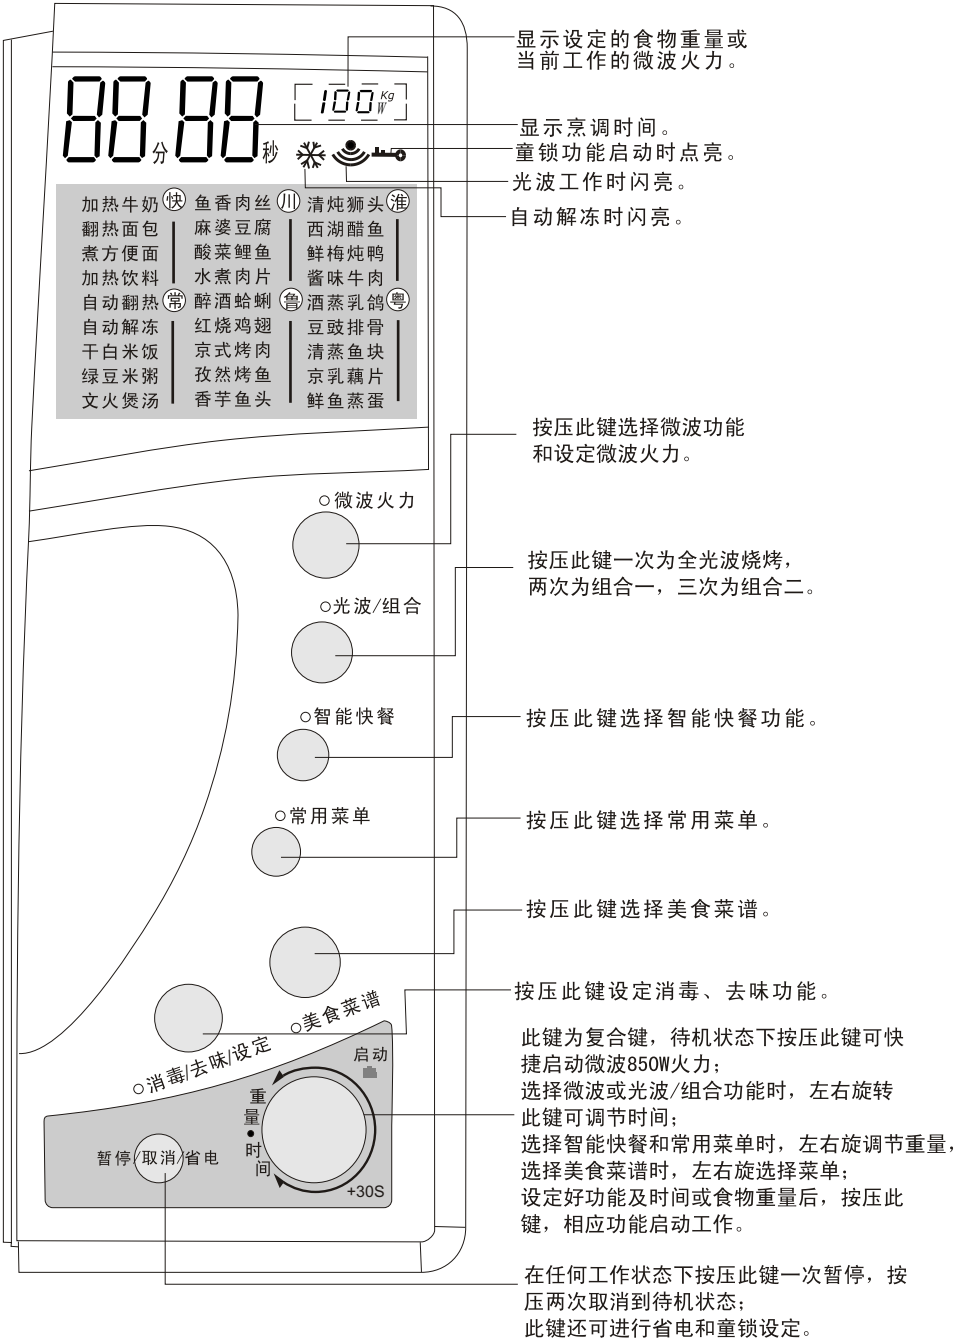 显示设定的食物重量或
当前工作的微波火力。
88 88
分
秒
100
Kg
W
显示烹调时间。
童锁功能启动时点亮。
光波工作时闪亮。
自动解冻时闪亮。
加热牛奶 快 鱼香肉丝 川 清炖狮头 淮
翻热面包 麻婆豆腐 西湖醋鱼
煮方便面 酸菜鲤鱼 鲜梅炖鸭
加热饮料 水煮肉片 酱味牛肉
自动翻热 常 醉酒蛤蜊 鲁 酒蒸乳鸽 粤
自动解冻 红烧鸡翅 豆豉排骨
干白米饭 京式烤肉 清蒸鱼块
绿豆米粥 孜然烤鱼 京乳藕片
文火煲汤 香芋鱼头 鲜鱼蒸蛋
按压此键选择微波功能
和设定微波火力。
微波火力
按压此键一次为全光波烧烤，
两次为组合一，三次为组合二。
光波/组合
智能快餐
按压此键选择智能快餐功能。
常用菜单
按压此键选择常用菜单。
按压此键选择美食菜谱。
美食菜谱
按压此键设定消毒、去味功能。
消毒/去味/设定
启动
重量•时间
+30S
暂停/取消/省电
此键为复合键，待机状态下按压此键可快
捷启动微波850W火力；
选择微波或光波/组合功能时，左右旋转
此键可调节时间；
选择智能快餐和常用菜单时，左右旋调节重量，
选择美食菜谱时，左右旋选择菜单；
设定好功能及时间或食物重量后，按压此
键，相应功能启动工作。
在任何工作状态下按压此键一次暂停，按
压两次取消到待机状态；
此键还可进行省电和童锁设定。